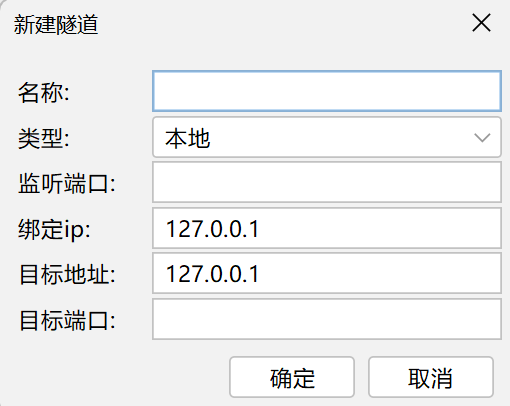 新建隧道
名称:
类型: 本地
监听端口:
绑定ip: 127.0.0.1
目标地址: 127.0.0.1
目标端口:
确定 取消